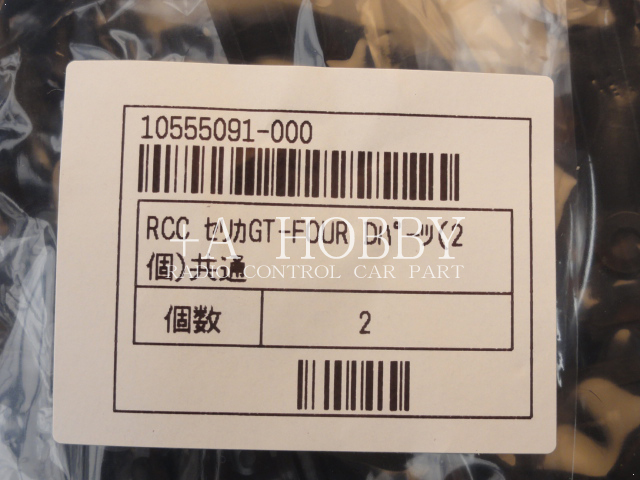 10555091-000
RCC ｾﾘｶGT-FOUR Dﾊﾟｰﾂ(2
個)共通
+A HOBBY
RADIO CONTROL CAR PART
個数 2